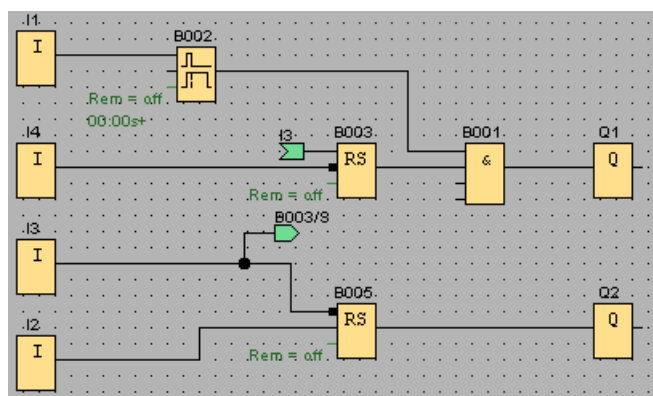 I1
I
B002
Rem = off
00:00s+
I4
I
I3
B003
RS
Rem = off
B001
&
Q1
Q
B003/S
I3
I
B005
RS
Rem = off
Q2
Q
I2
I